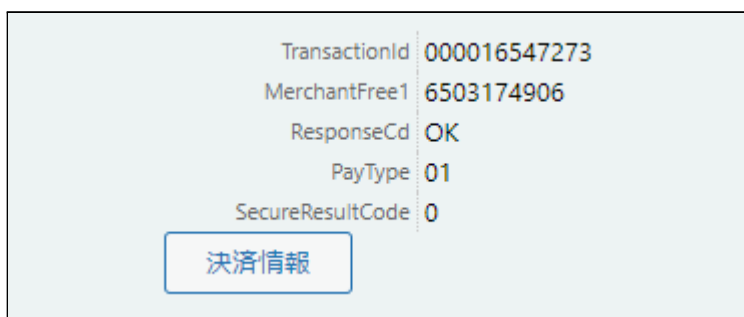 TransactionId 000016547273
MerchantFree1 6503174906
ResponseCd OK
PayType 01
SecureResultCode 0
決済情報